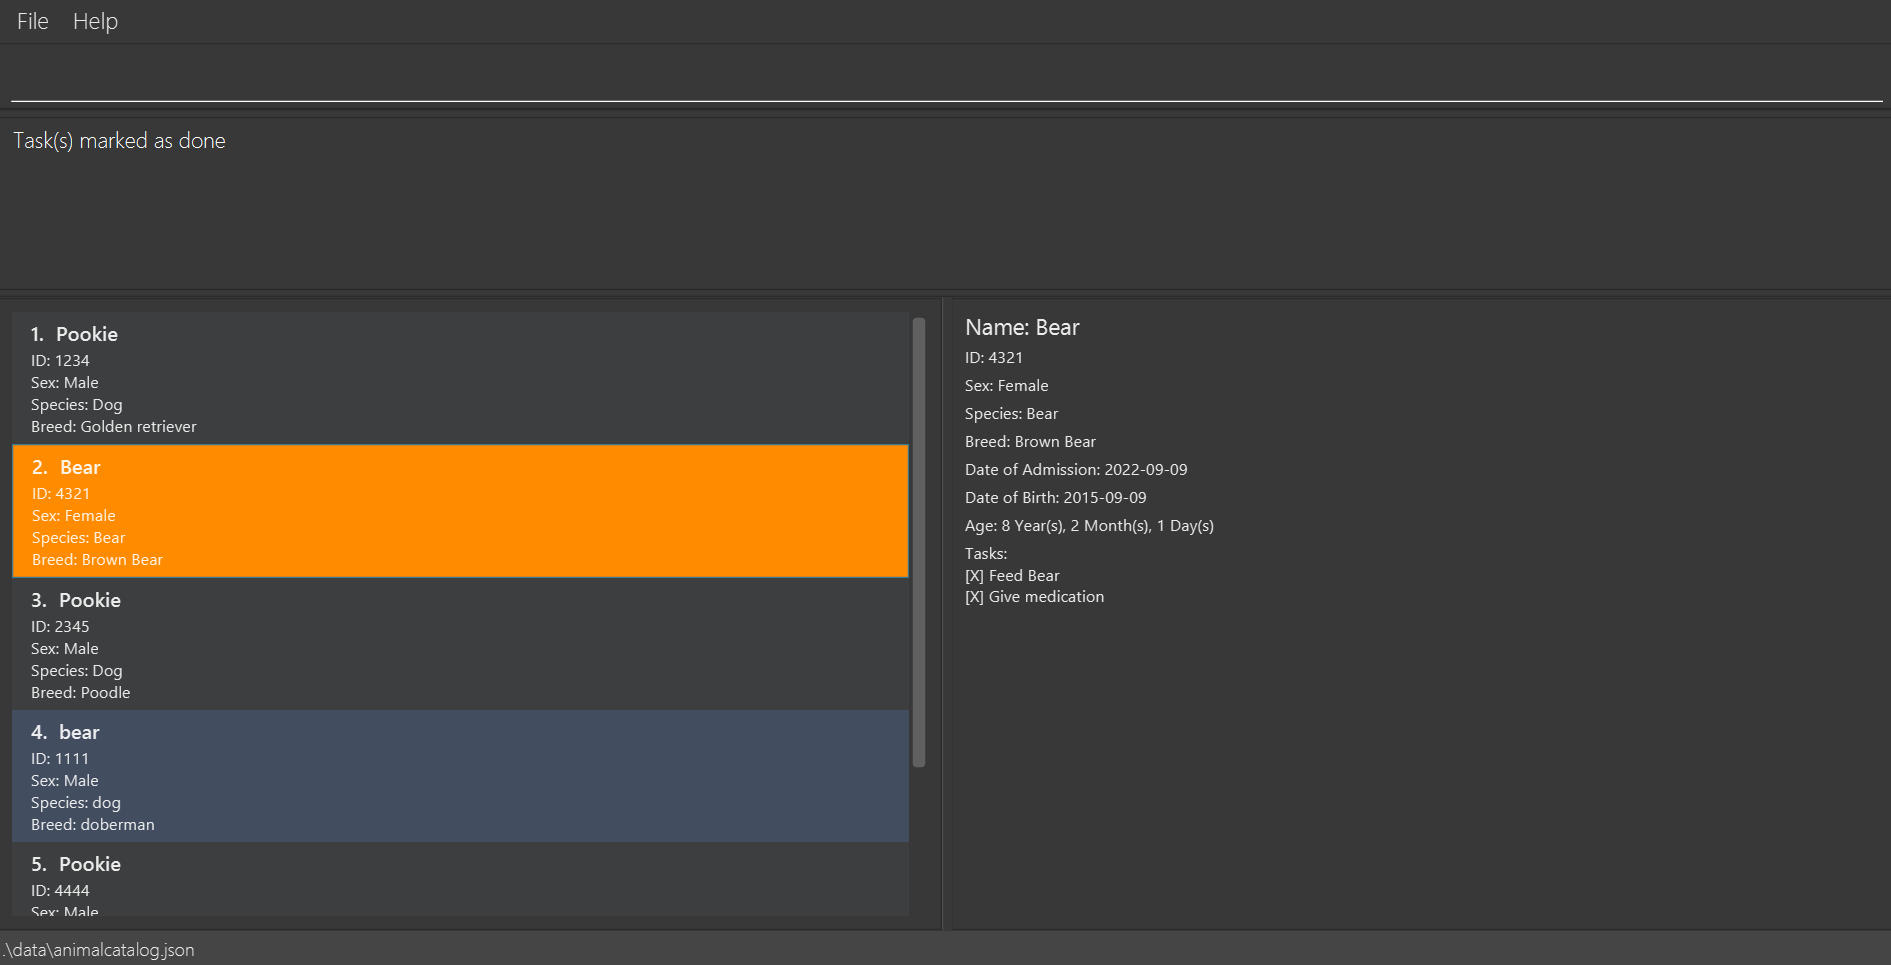 File Help
Task(s) marked as done
1. Pookie
ID: 1234
Sex: Male
Species: Dog
Breed: Golden retriever
2. Bear
ID: 4321
Sex: Female
Species: Bear
Breed: Brown Bear
3. Pookie
ID: 2345
Sex: Male
Species: Dog
Breed: Poodle
4. bear
ID: 1111
Sex: Male
Species: dog
Breed: doberman
5. Pookie
ID: 4444
Sex: Male
Name: Bear
ID: 4321
Sex: Female
Species: Bear
Breed: Brown Bear
Date of Admission: 2022-09-09
Date of Birth: 2015-09-09
Age: 8 Year(s), 2 Month(s), 1 Day(s)
Tasks:
[X] Feed Bear
[X] Give medication
.\data\animalcatalog.json